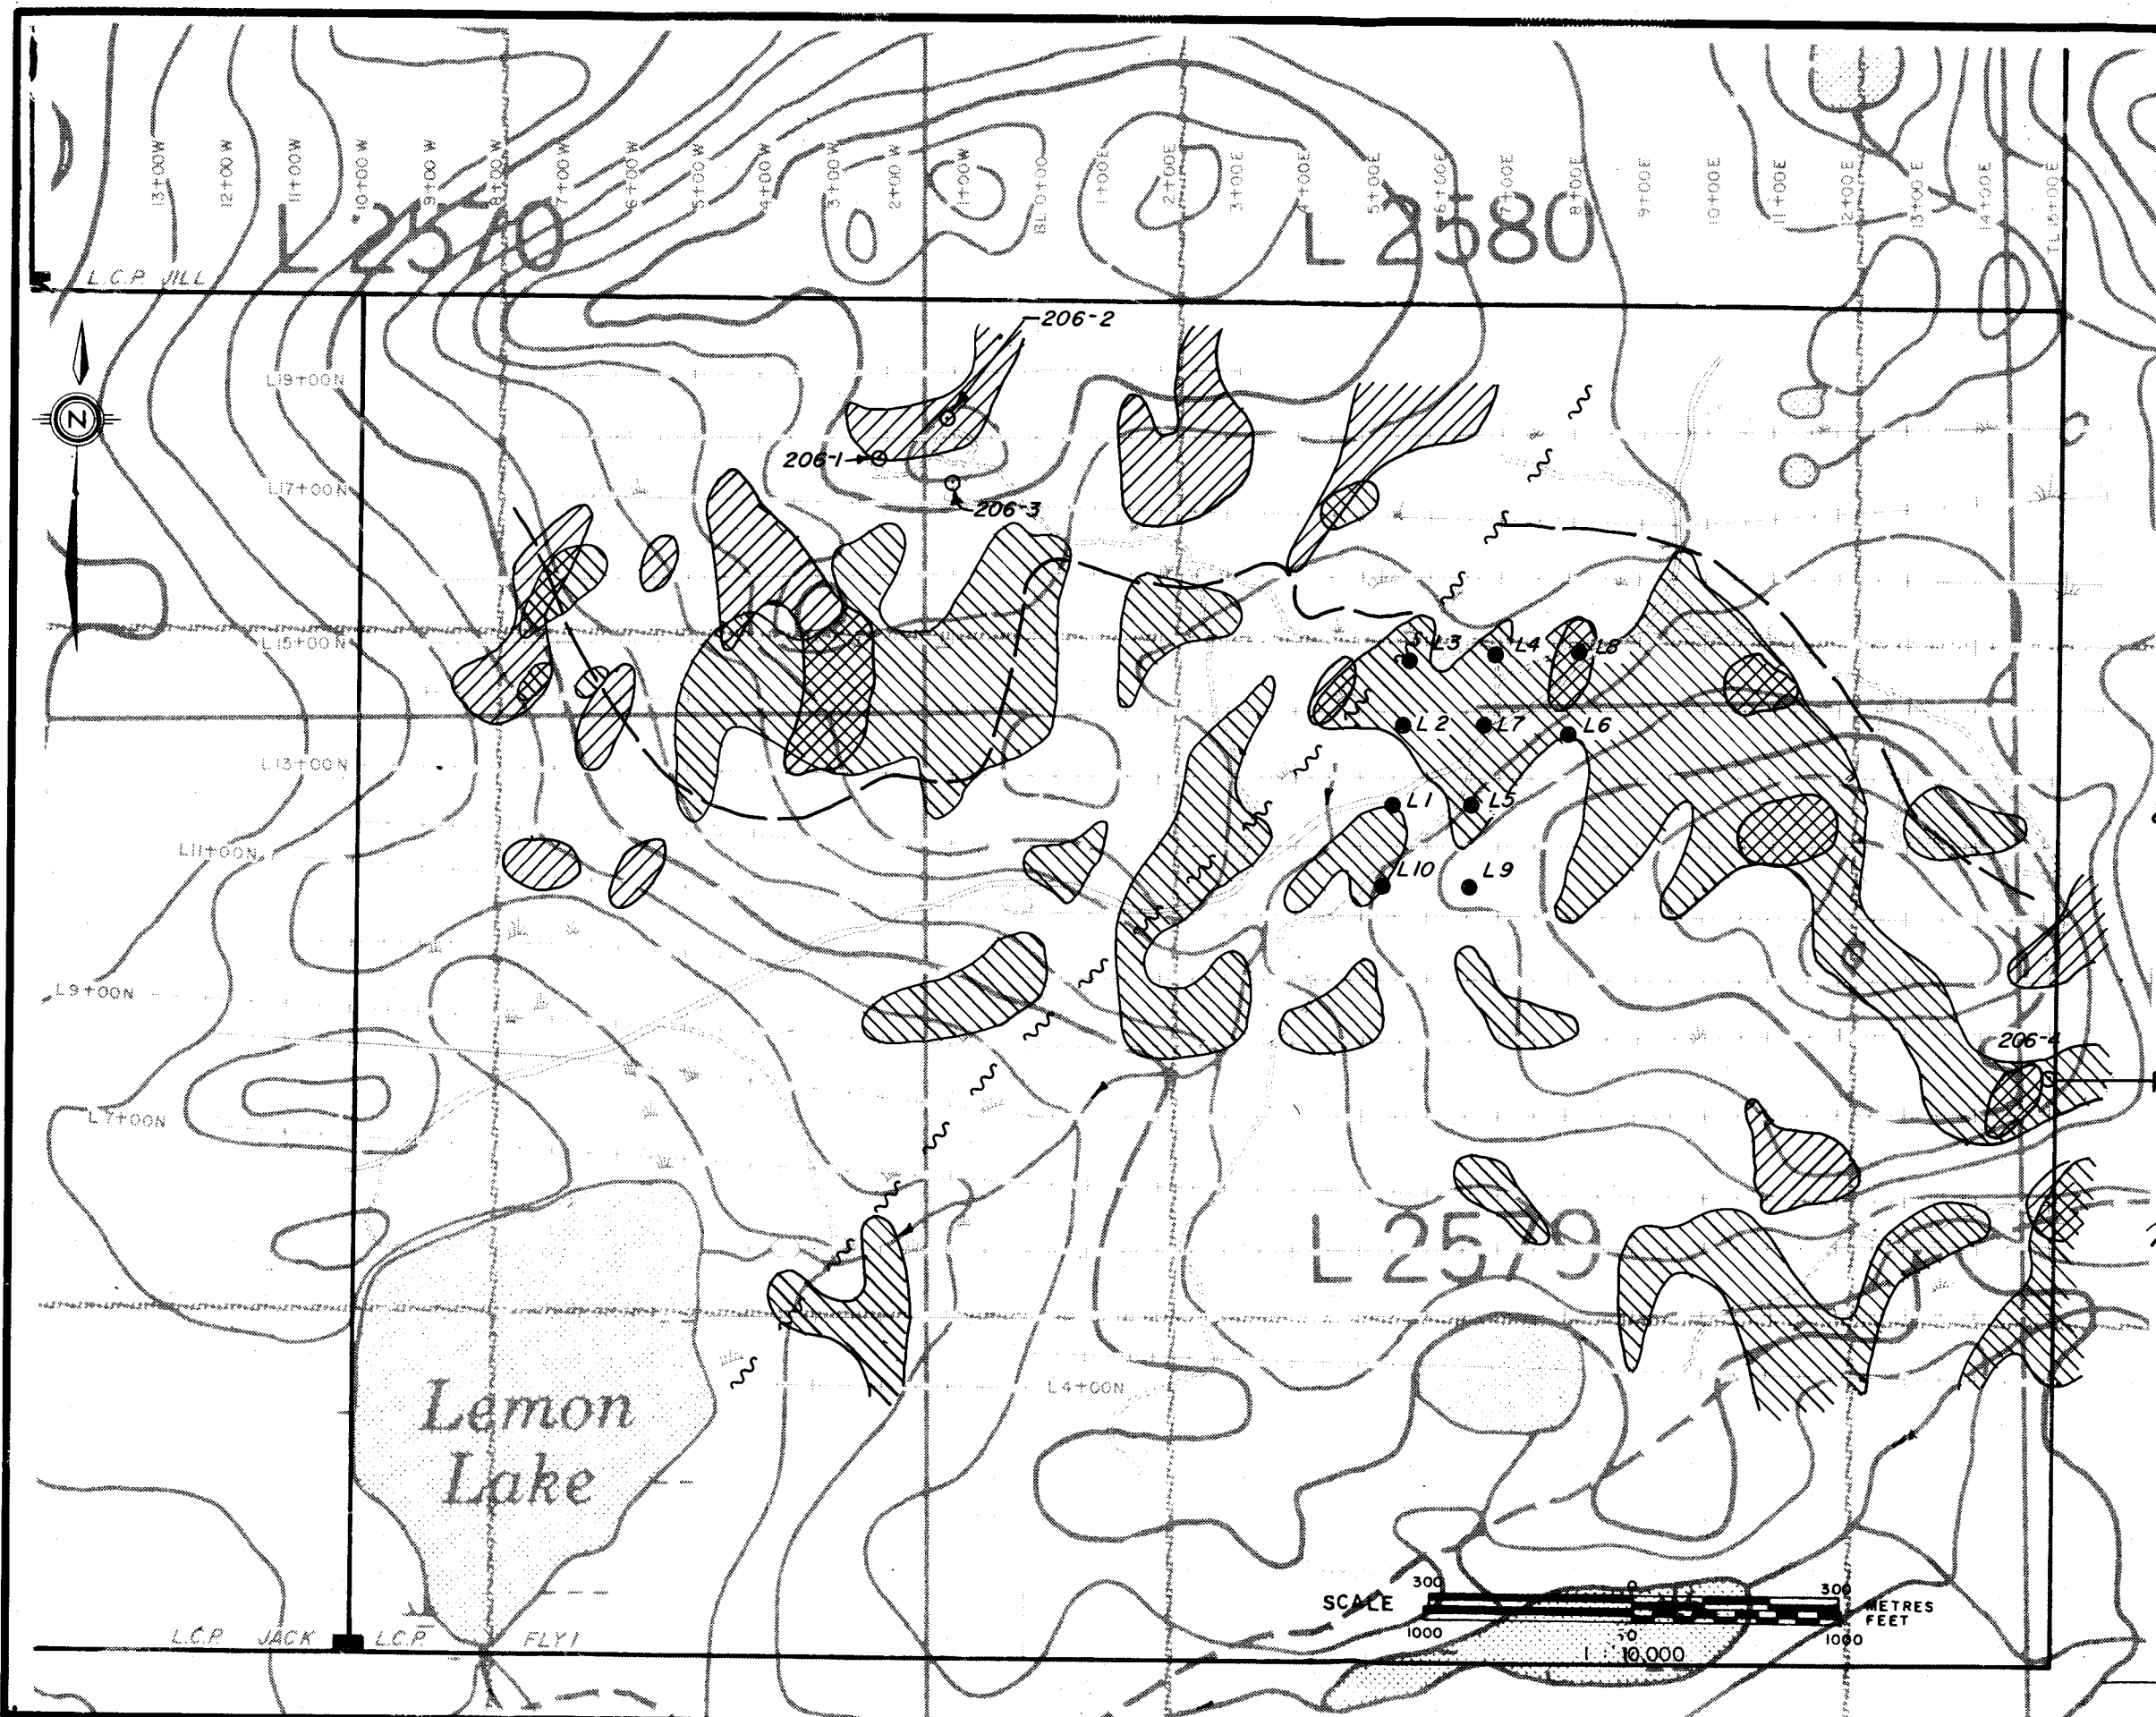 13+00W 12+00W 11+00W 10+00W 9+00W 8+00W 7+00W 6+00W 5+00W 4+00W 3+00W 2+00W 1+00W BL 0+00 1+00E 2+00E 3+00E 4+00E 5+00E 6+00E 7+00E 8+00E 9+00E 10+00E 11+00E 12+00E 13+00E 14+00E TL 15+00E
L 2570
L 2580
L.C.P. JILL
206-2
L19+00N
N
206-1
L17+00N
206-3
L15+00N
L3
L4
L8
L2
L7
L6
L13+00N
L1
L5
L11+00N
L10
L9
L9+00N
206-4
L7+00N
L 2579
L4+00N
Lemon
Lake
300 0 300
SCALE
METRES
FEET
1000 0 1000
1 : 10,000
L.C.P. JACK
L.C.P. FLY 1